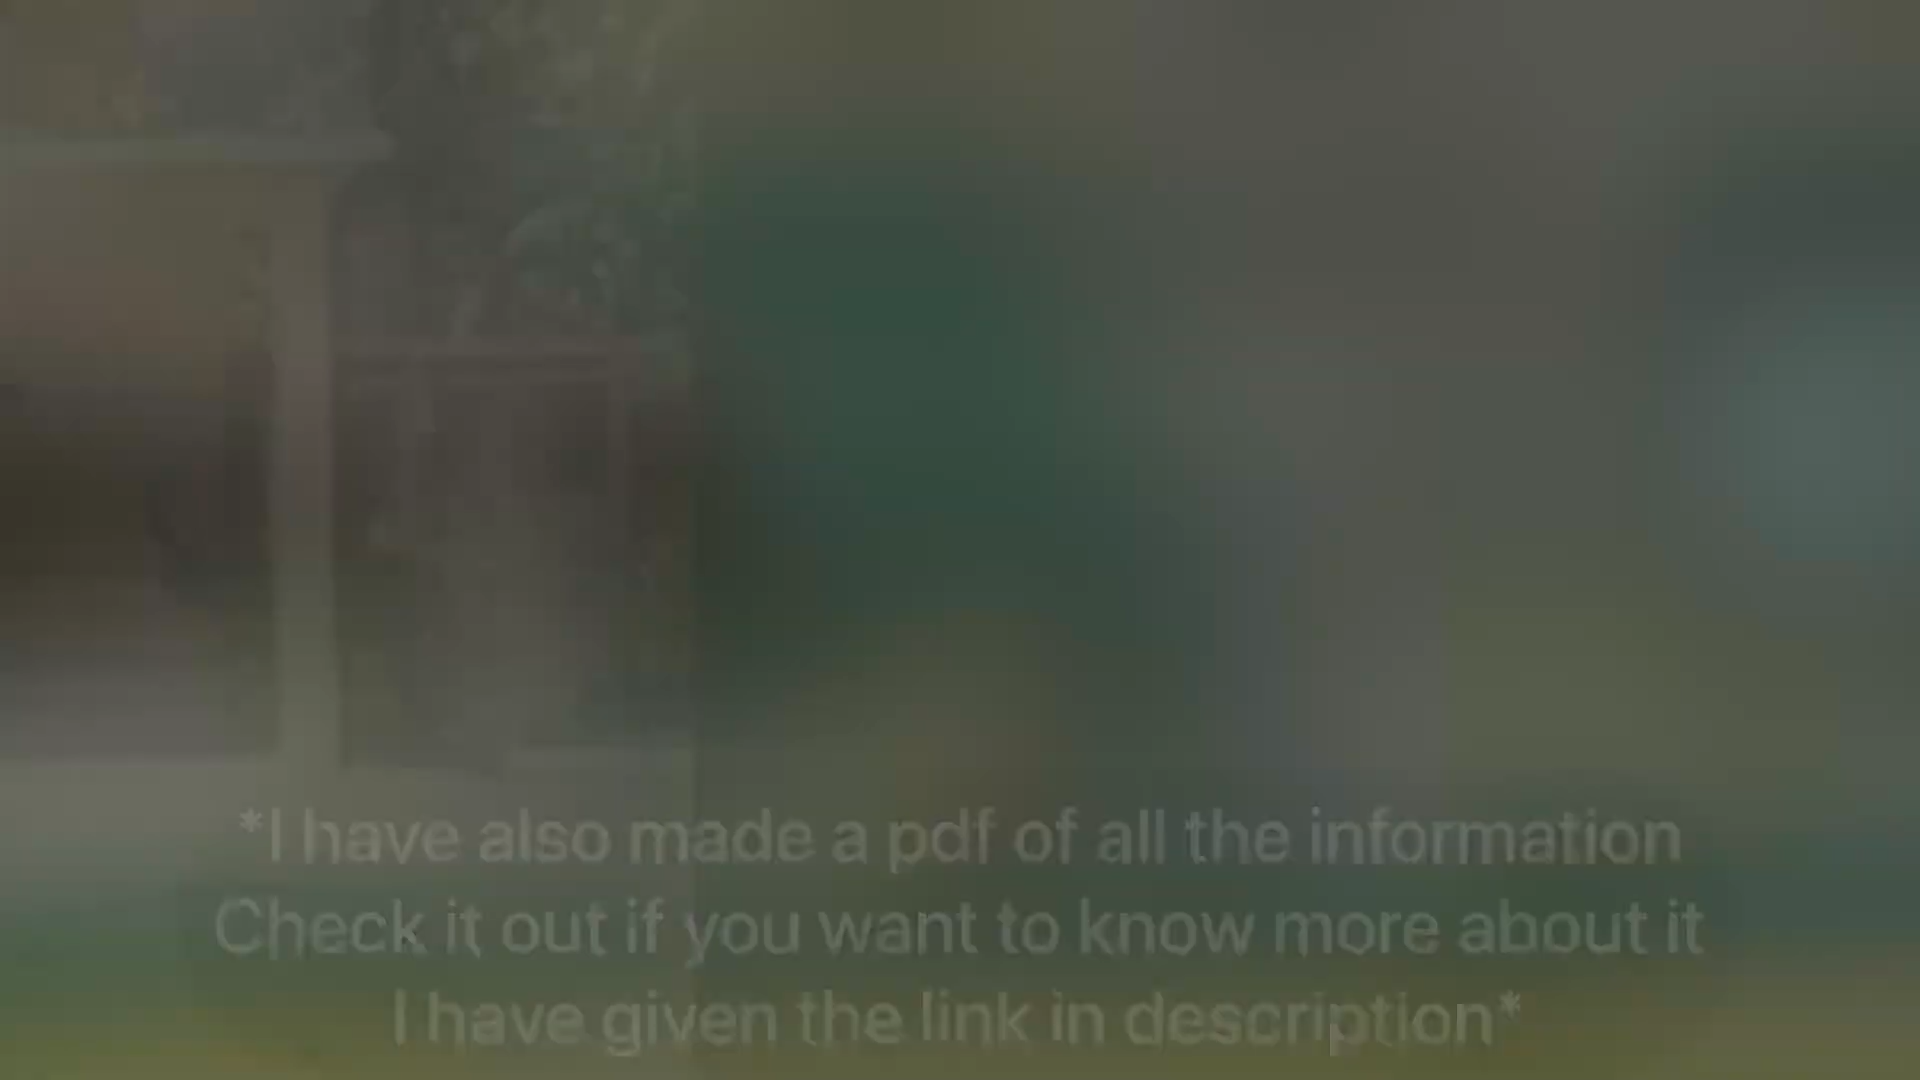 *I have also made a pdf of all the information
Check it out if you want to know more about it
I have given the link in description*